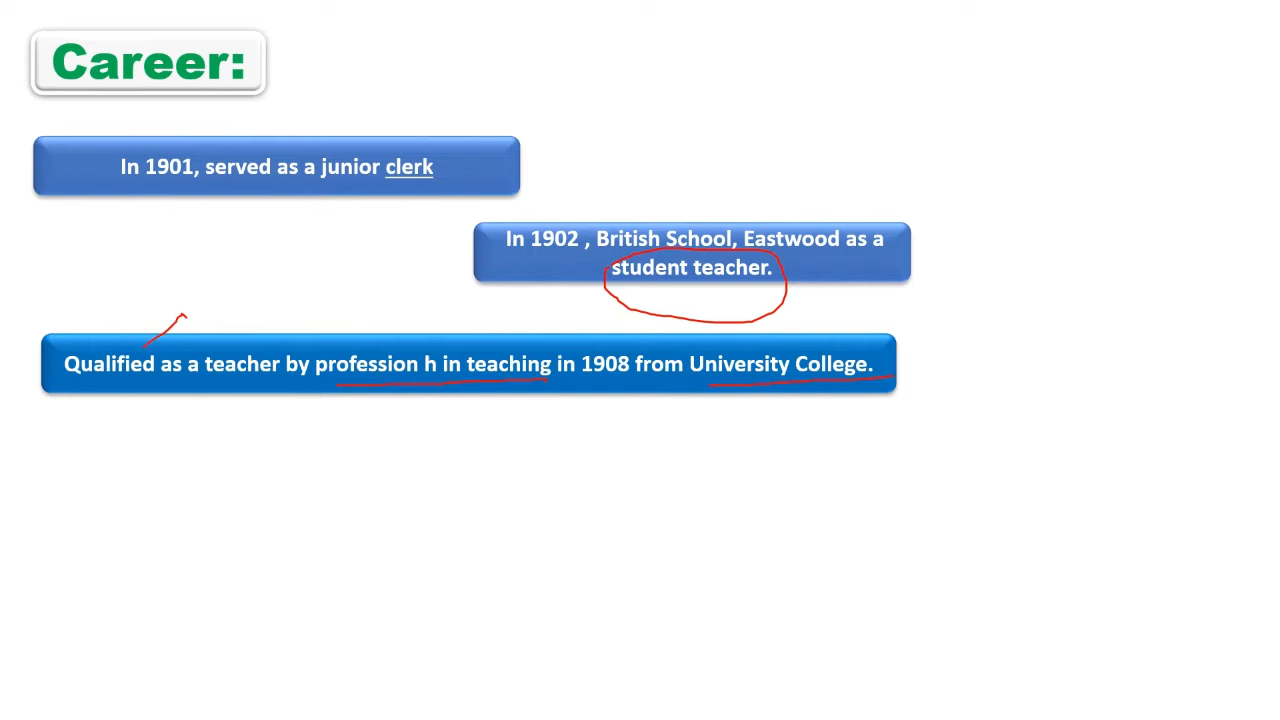 Career:
In 1901, served as a junior clerk
In 1902 , British School, Eastwood as a
student teacher.
Qualified as a teacher by profession h in teaching in 1908 from University College.